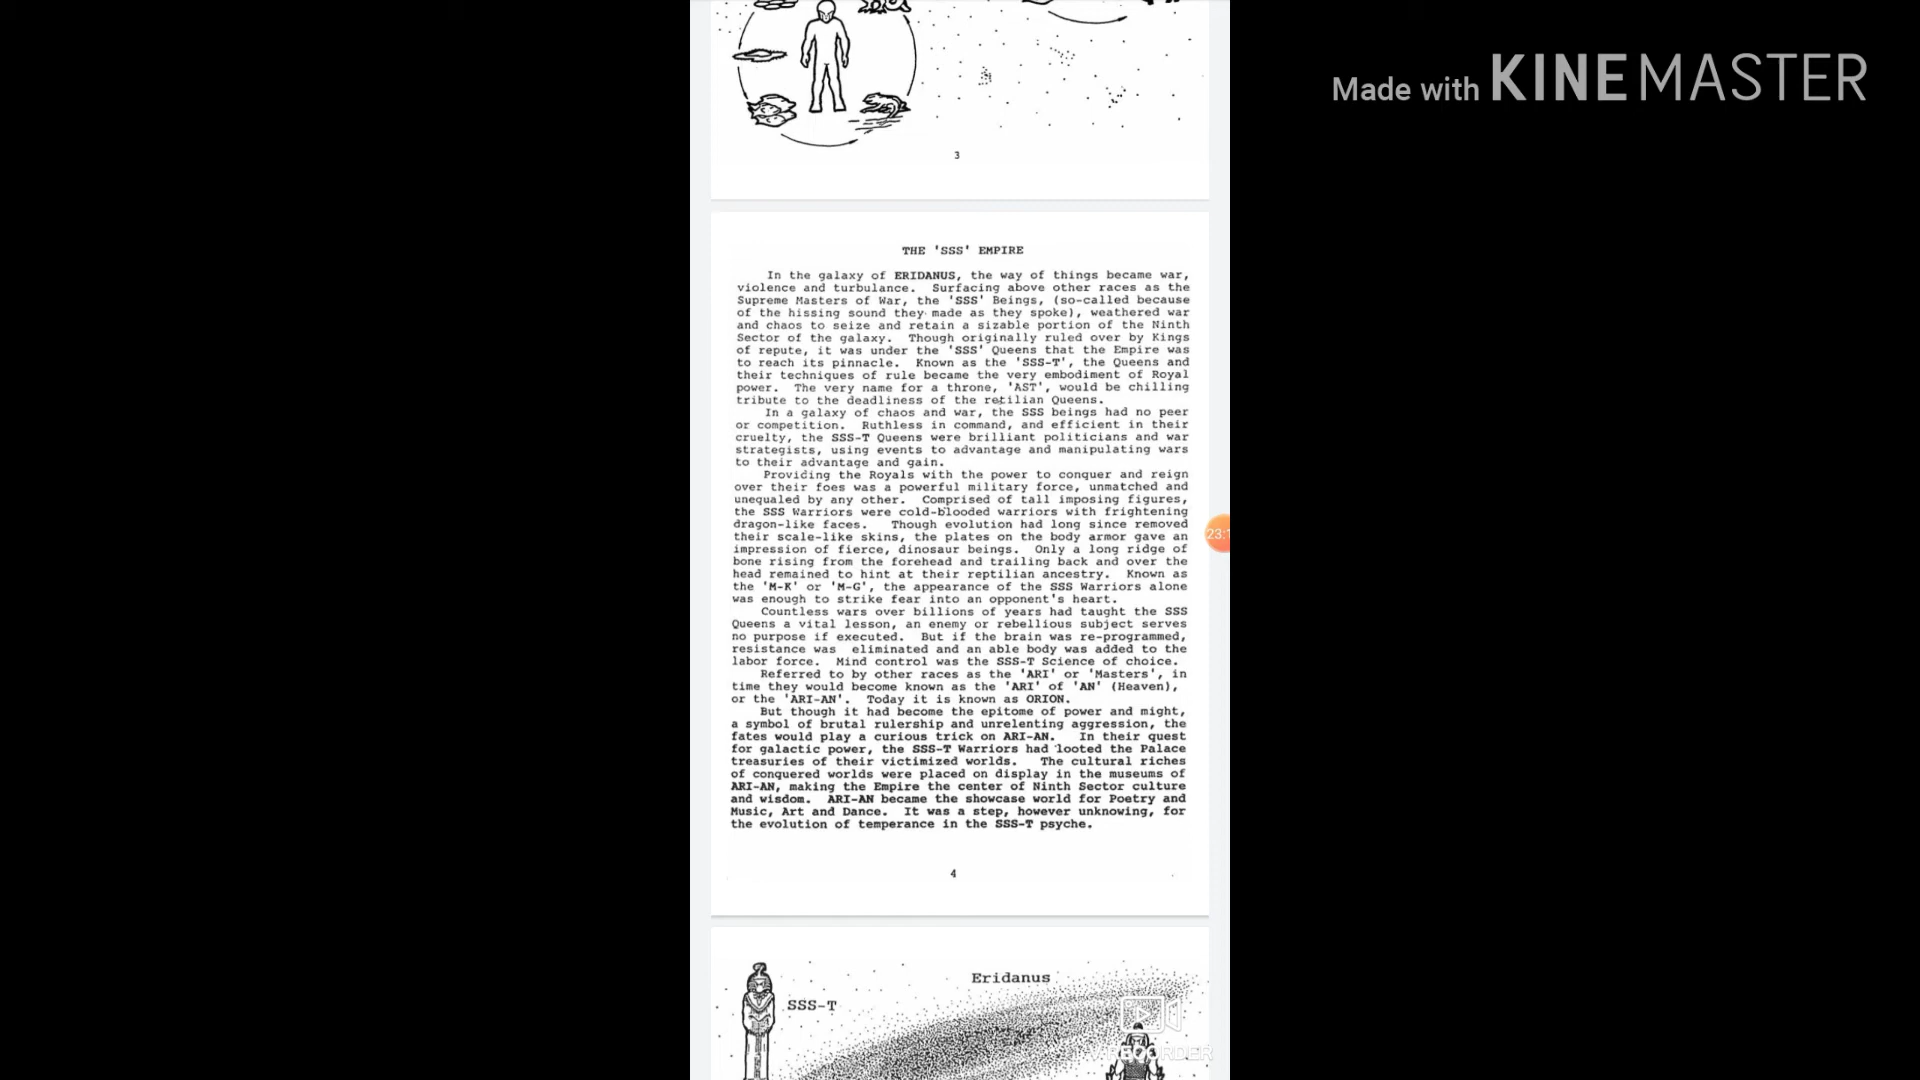 Made with KINEMASTER
3
THE 'SSS' EMPIRE
In the galaxy of ERIDANUS, the way of things became war,
violence and turbulance. Surfacing above other races as the
Supreme Masters of War, the 'SSS' Beings, (so-called because
of the hissing sound they made as they spoke), weathered war
and chaos to seize and retain a sizable portion of the Ninth
Sector of the galaxy. Though originally ruled over by Kings
of repute, it was under the 'SSS' Queens that the Empire was
to reach its pinnacle. Known as the 'SSS-T', the Queens and
their techniques of rule became the very embodiment of Royal
power. The very name for a throne, 'AST', would be chilling
tribute to the deadliness of the retilian Queens.
In a galaxy of chaos and war, the SSS beings had no peer
or competition. Ruthless in command, and efficient in their
cruelty, the SSS-T Queens were brilliant politicians and war
strategists, using events to advantage and manipulating wars
to their advantage and gain.
Providing the Royals with the power to conquer and reign
over their foes was a powerful military force, unmatched and
unequaled by any other. Comprised of tall imposing figures,
the SSS Warriors were cold-blooded warriors with frightening
dragon-like faces. Though evolution had long since removed
their scale-like skins, the plates on the body armor gave an
impression of fierce, dinosaur beings. Only a long ridge of
bone rising from the forehead and trailing back and over the
head remained to hint at their reptilian ancestry. Known as
the 'M-K' or 'M-G', the appearance of the SSS Warriors alone
was enough to strike fear into an opponent's heart.
Countless wars over billions of years had taught the SSS
Queens a vital lesson, an enemy or rebellious subject serves
no purpose if executed. But if the brain was re-programmed,
resistance was eliminated and an able body was added to the
labor force. Mind control was the SSS-T Science of choice.
Referred to by other races as the 'ARI' or 'Masters', in
time they would become known as the 'ARI' of 'AN' (Heaven),
or the 'ARI-AN'. Today it is known as ORION.
But though it had become the epitome of power and might,
a symbol of brutal rulership and unrelenting aggression, the
fates would play a curious trick on ARI-AN. In their quest
for galactic power, the SSS-T Warriors had looted the Palace
treasuries of their victimized worlds. The cultural riches
of conquered worlds were placed on display in the museums of
ARI-AN, making the Empire the center of Ninth Sector culture
and wisdom. ARI-AN became the showcase world for Poetry and
Music, Art and Dance. It was a step, however unknowing, for
the evolution of temperance in the SSS-T psyche.
4
Eridanus
SSS-T
RECORDER